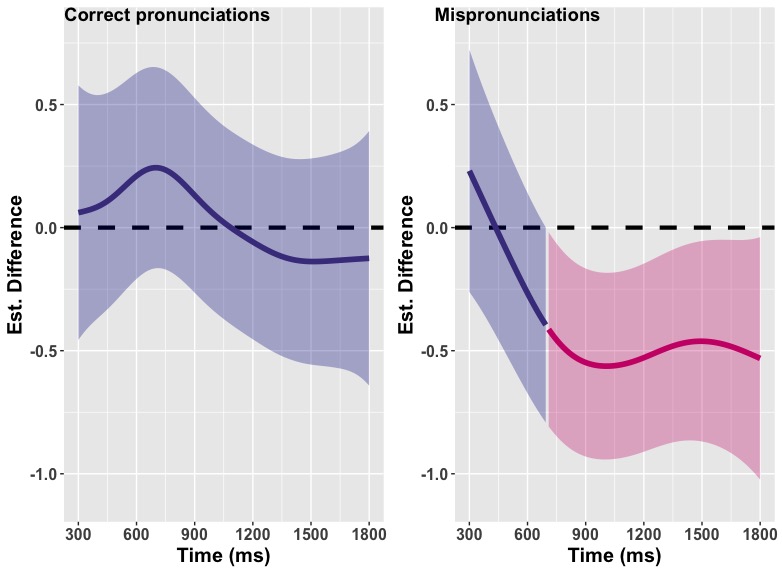 Correct pronunciations
Est. Difference
0.5
0.0
-0.5
-1.0
300 600 900 1200 1500 1800
Time (ms)
Mispronunciations
Est. Difference
0.5
0.0
-0.5
-1.0
300 600 900 1200 1500 1800
Time (ms)